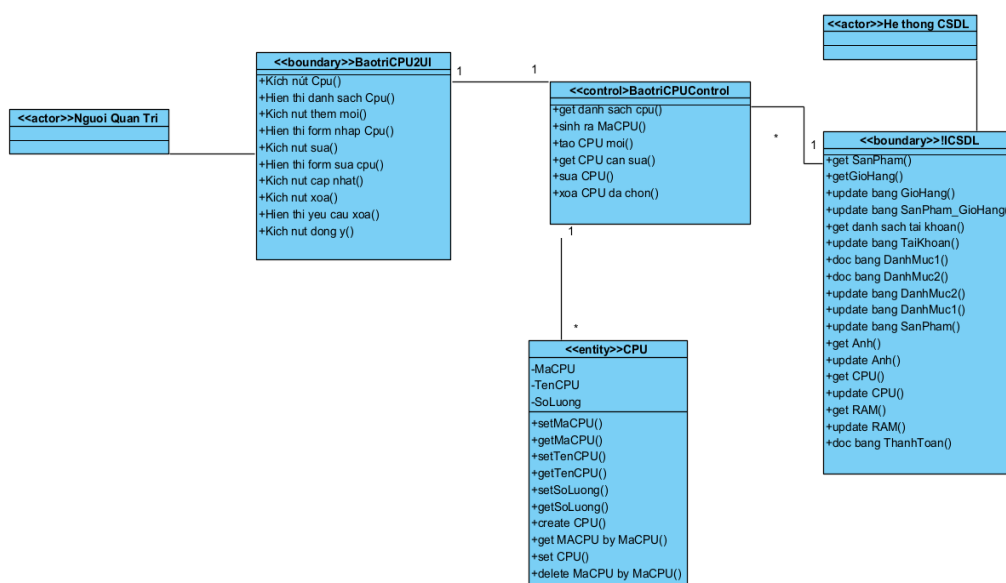 <<actor>>He thong CSDL
<<boundary>>BaotriCPU2UI
+Kích nút Cpu()
+Hien thi danh sach Cpu()
+Kich nut them moi()
+Hien thi form nhap Cpu()
+Kich nut sua()
+Hien thi form sua cpu()
+Kich nut cap nhat()
+Kich nut xoa()
+Hien thi yeu cau xoa()
+Kich nut dong y()
<<actor>>Nguoi Quan Tri
1
1
<<control>BaotriCPUControl
+get danh sach cpu()
+sinh ra MaCPU()
+tao CPU moi()
+get CPU can sua()
+sua CPU()
+xoa CPU da chon()
*
1
<<boundary>>!ICSDL
+get SanPham()
+getGioHang()
+update bang GioHang()
+update bang SanPham_GioHang(
+get danh sach tai khoan()
+update bang TaiKhoan()
+doc bang DanhMuc1()
+doc bang DanhMuc2()
+update bang DanhMuc2()
+update bang DanhMuc1()
+update bang SanPham()
+get Anh()
+update Anh()
+get CPU()
+update CPU()
+get RAM()
+update RAM()
+doc bang ThanhToan()
1
*
<<entity>>CPU
-MaCPU
-TenCPU
-SoLuong
+setMaCPU()
+getMaCPU()
+setTenCPU()
+getTenCPU()
+setSoLuong()
+getSoLuong()
+create CPU()
+get MACPU by MaCPU()
+set CPU()
+delete MaCPU by MaCPU()